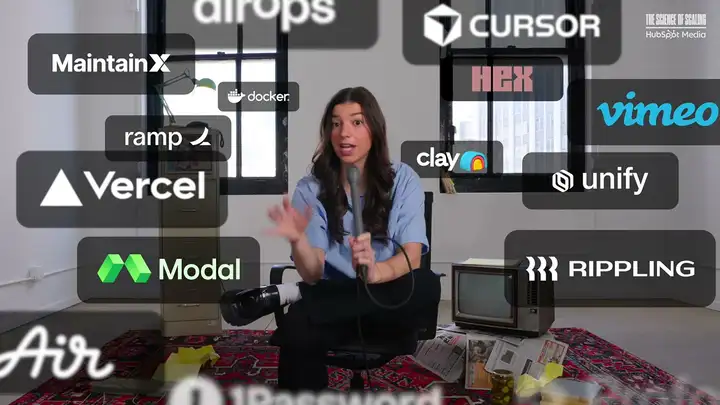 airops
CURSOR
THE SCIENCE OF SCALING
HubSpot Media
MaintainX
HEX
docker
vimeo
ramp
clay
Vercel
unify
Modal
RIPPLING
Air
1Password